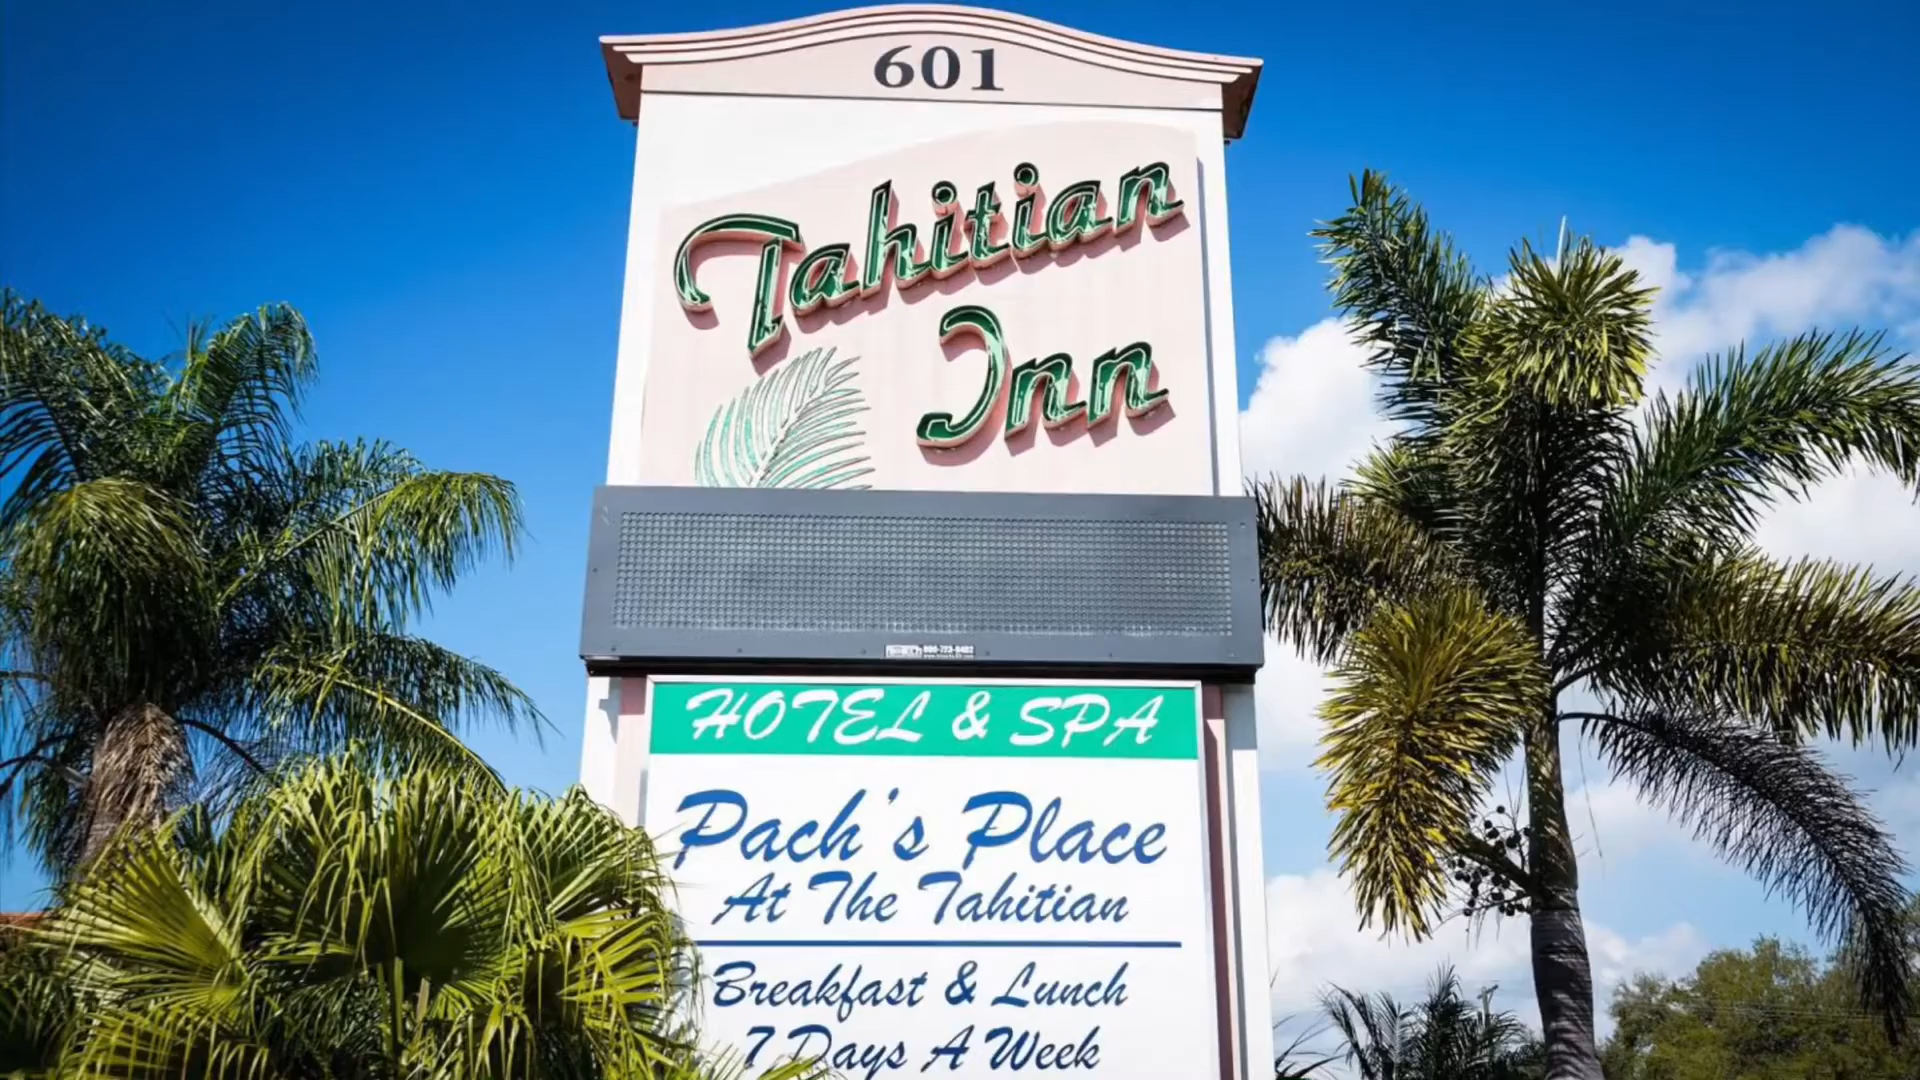 601
Tahitian
Inn
HOTEL & SPA
Pach's Place
At The Tahitian
Breakfast & Lunch
7 Days A Week